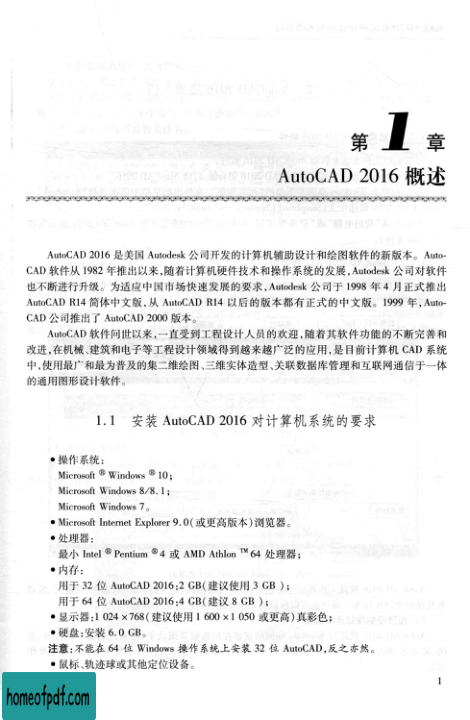 第1章
AutoCAD 2016 概述
AutoCAD 2016 是美国 Autodesk 公司开发的计算机辅助设计和绘图软件的新版本。Auto-
CAD 软件从 1982 年推出以来,随着计算机硬件技术和操作系统的发展,Autodesk 公司对软件
也不断进行升级。为适应中国市场快速发展的要求,Autodesk 公司于 1998 年 4 月正式推出
AutoCAD R14 简体中文版,从 AutoCAD R14 以后的版本都有正式的中文版。1999 年,Auto-
CAD 公司推出了 AutoCAD 2000 版本。
AutoCAD 软件问世以来,一直受到工程设计人员的欢迎,随着其软件功能的不断完善和
改进,在机械、建筑和电子等工程设计领域得到越来越广泛的应用,是目前计算机 CAD 系统
中,使用最广和最为普及的集二维绘图、三维实体造型、关联数据库管理和互联网通信于一体
的通用图形设计软件。
1.1 安装 AutoCAD 2016 对计算机系统的要求
●操作系统:
Microsoft ® Windows ® 10;
Microsoft Windows 8/8.1;
Microsoft Windows 7。
●Microsoft Internet Explorer 9.0(或更高版本)浏览器。
●处理器:
最小 Intel ® Pentium ® 4 或 AMD Athlon ™ 64 处理器;
●内存:
用于 32 位 AutoCAD 2016:2 GB(建议使用 3 GB );
用于 64 位 AutoCAD 2016:4 GB(建议 8 GB );
●显示器:1 024 ×768(建议使用 1 600 ×1 050 或更高)真彩色;
●硬盘:安装 6.0 GB。
注意:不能在 64 位 Windows 操作系统上安装 32 位 AutoCAD,反之亦然。
●鼠标、轨迹球或其他定位设备。
1
homeofpdf.com